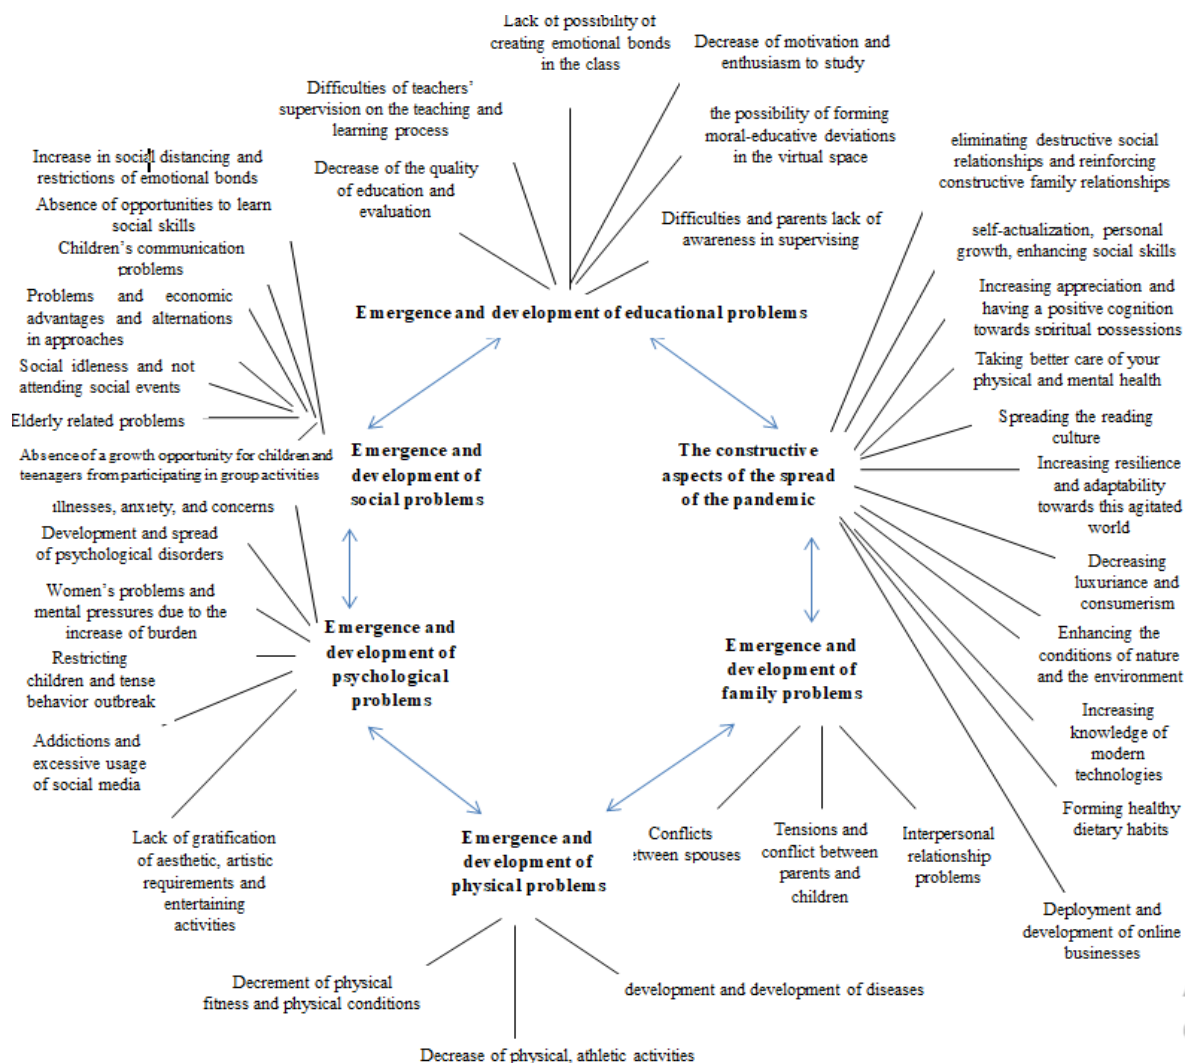 Lack of possibility of
creating emotional bonds
in the class
Decrease of motivation and
enthusiasm to study
Difficulties of teachers'
supervision on the teaching and
learning process
the possibility of forming
moral-educative deviations
in the virtual space
Decrease of the quality
of education and
evaluation
Difficulties and parents lack of
awareness in supervising
Emergence and development of educational problems
Increase in social distancing and
restrictions of emotional bonds
Absence of opportunities to learn
social skills
Children's communication
problems
Problems and economic
advantages and alternations
in approaches
Social idleness and not
attending social events
Elderly related problems
Absence of a growth opportunity for children and
teenagers from participating in group activities
Emergence and
development of
social problems
eliminating destructive social
relationships and reinforcing
constructive family relationships
self-actualization, personal
growth, enhancing social skills
Increasing appreciation and
having a positive cognition
towards spiritual possessions
Taking better care of your
physical and mental health
Spreading the reading
culture
Increasing resilience
and adaptability
towards this agitated
world
Decreasing
luxuriance and
consumerism
Enhancing the
conditions of nature
and the environment
Increasing
knowledge of
modern
technologies
Forming healthy
dietary habits
Deployment and
development of online
businesses
The constructive
aspects of the spread
of the pandemic
illnesses, anxiety, and concerns
Development and spread
of psychological disorders
Women's problems and
mental pressures due to the
increase of burden
Restricting
children and tense
behavior outbreak
Addictions and
excessive usage
of social media
Lack of gratification
of aesthetic, artistic
requirements and
entertaining
activities
Emergence and
development of
psychological
problems
Emergence and
development of
family problems
Conflicts
tween spouses
Tensions and
conflict between
parents and
children
Interpersonal
relationship
problems
Emergence and
development of
physical problems
Decrement of physical
fitness and physical conditions
development and development of diseases
Decrease of physical, athletic activities